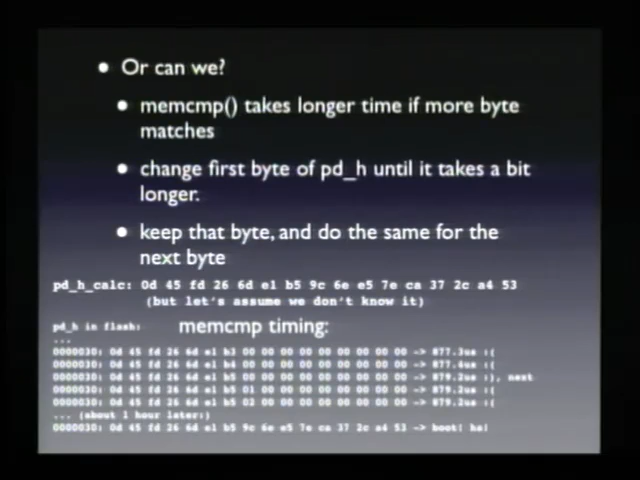 Or can we?
memcmp() takes longer time if more byte
matches
change first byte of pd_h until it takes a bit
longer.
keep that byte, and do the same for the
next byte
pd_h_calc: 0d 45 fd 26 6d e1 b5 9c 6e e5 7e ca 37 2c a4 53
(but let's assume we don't know it)
pd_h in flash: memcmp timing:
...
0000030: 0d 45 fd 26 6d e1 b3 00 00 00 00 00 00 00 00 00 -> 877.3us :(
0000030: 0d 45 fd 26 6d e1 b4 00 00 00 00 00 00 00 00 00 -> 877.4us :(
0000030: 0d 45 fd 26 6d e1 b5 00 00 00 00 00 00 00 00 00 -> 879.2us :), next
0000030: 0d 45 fd 26 6d e1 b5 01 00 00 00 00 00 00 00 00 -> 879.2us :(
0000030: 0d 45 fd 26 6d e1 b5 02 00 00 00 00 00 00 00 00 -> 879.2us :(
... (about 1 hour later:)
0000030: 0d 45 fd 26 6d e1 b5 9c 6e e5 7e ca 37 2c a4 53 -> boot! ha!